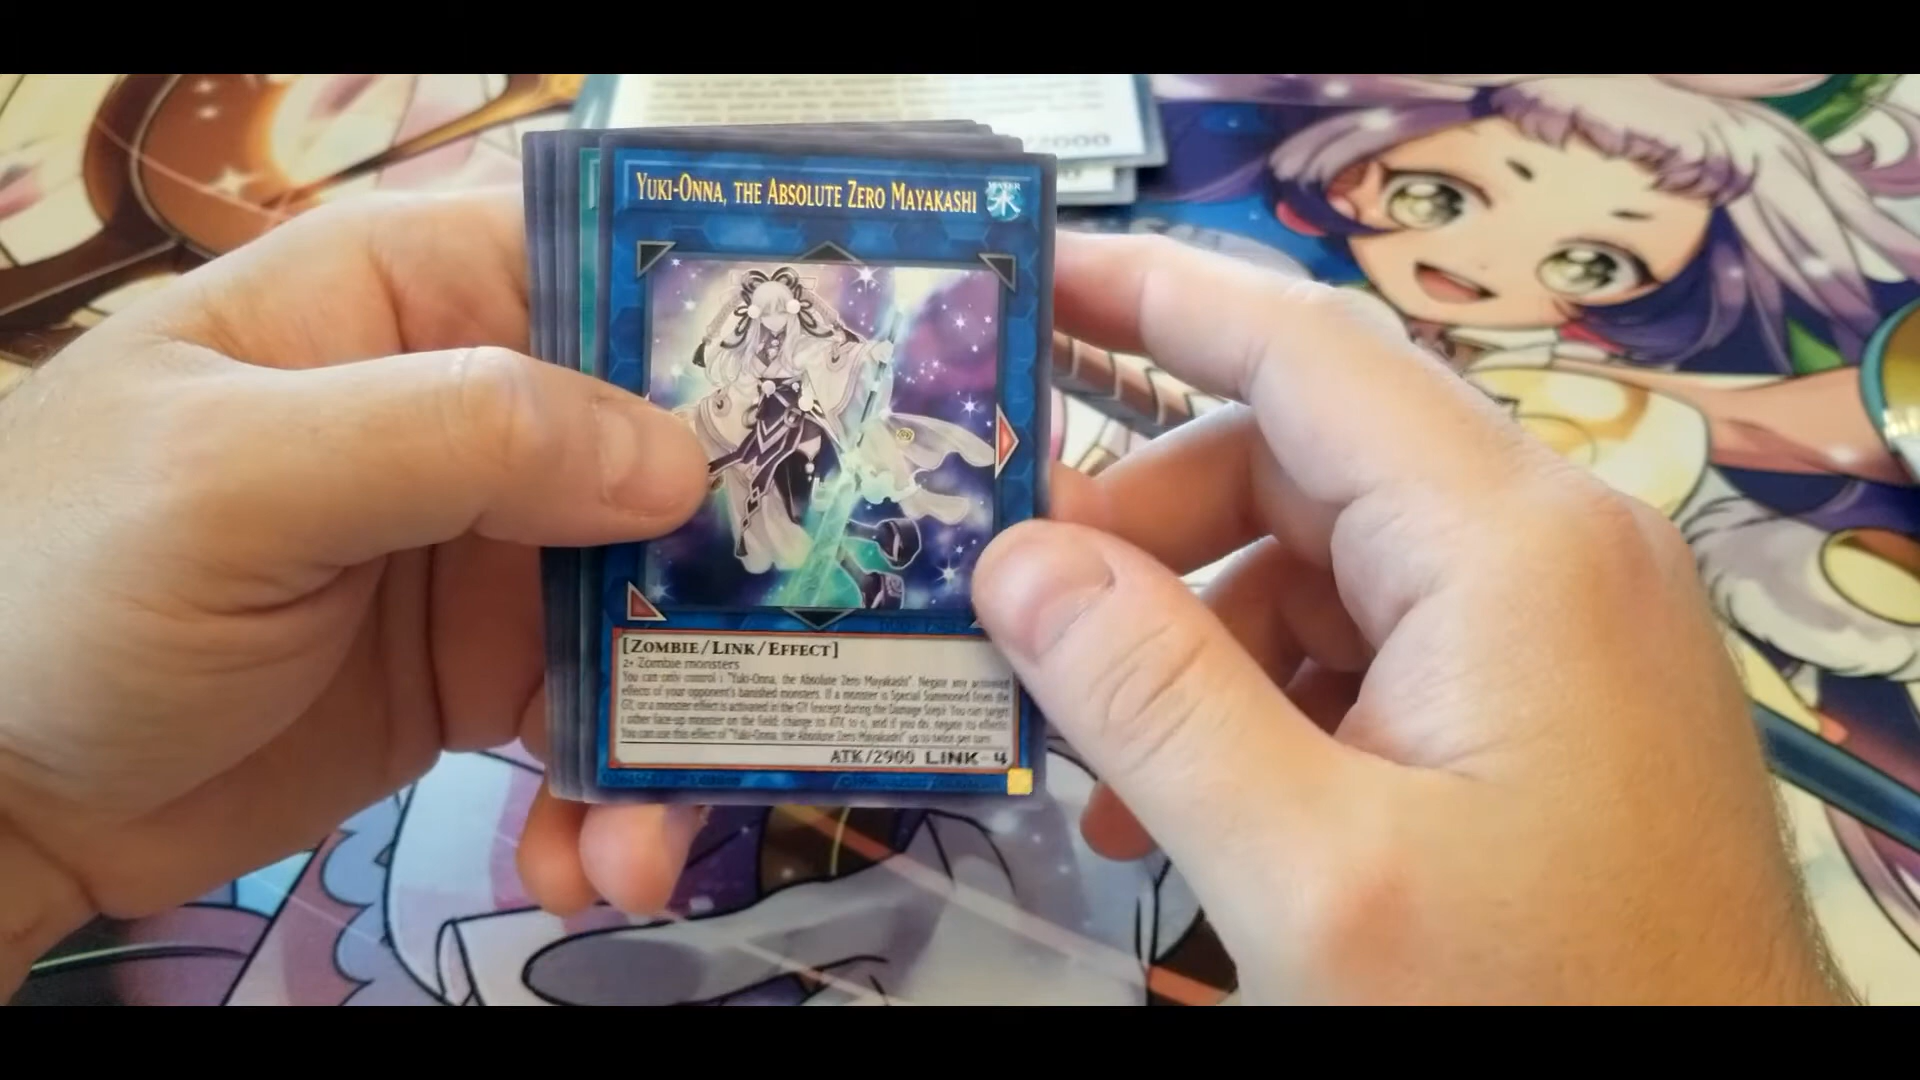 /2000
YUKI-ONNA, THE ABSOLUTE ZERO MAYAKASHI
WATER
水
[ZOMBIE/LINK/EFFECT]
2+ Zombie monsters
You can only control 1 "Yuki-Onna, the Absolute Zero Mayakashi". Negate any activated
effects of your opponent's banished monsters. If a monster is Special Summoned from the
GY, or a monster effect is activated in the GY (except during the Damage Step): You can target
1 other face-up monster on the field; change its ATK to 0, and if you do, negate its effects.
You can use this effect of "Yuki-Onna, the Absolute Zero Mayakashi" up to twice per turn.
ATK/2900 LINK-4